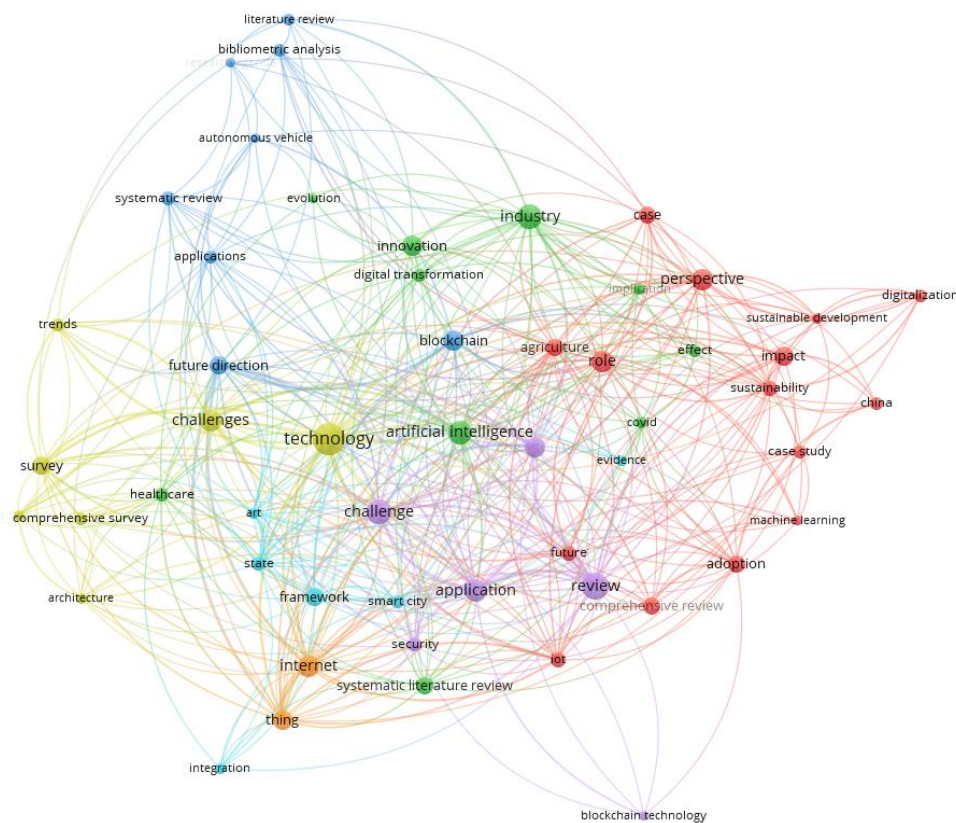 literature review
bibliometric analysis
autonomous vehicle
systematic review
evolution
industry
case
innovation
applications
digital transformation
perspective
implication
digitalization
sustainable development
trends
blockchain
agriculture
role
effect
impact
future direction
sustainability
china
challenges
technology
artificial intelligence
covid
case study
evidence
survey
healthcare
art
challenge
comprehensive survey
machine learning
future
state
adoption
application
review
architecture
framework
smart city
comprehensive review
security
iot
internet
systematic literature review
thing
integration
blockchain technology